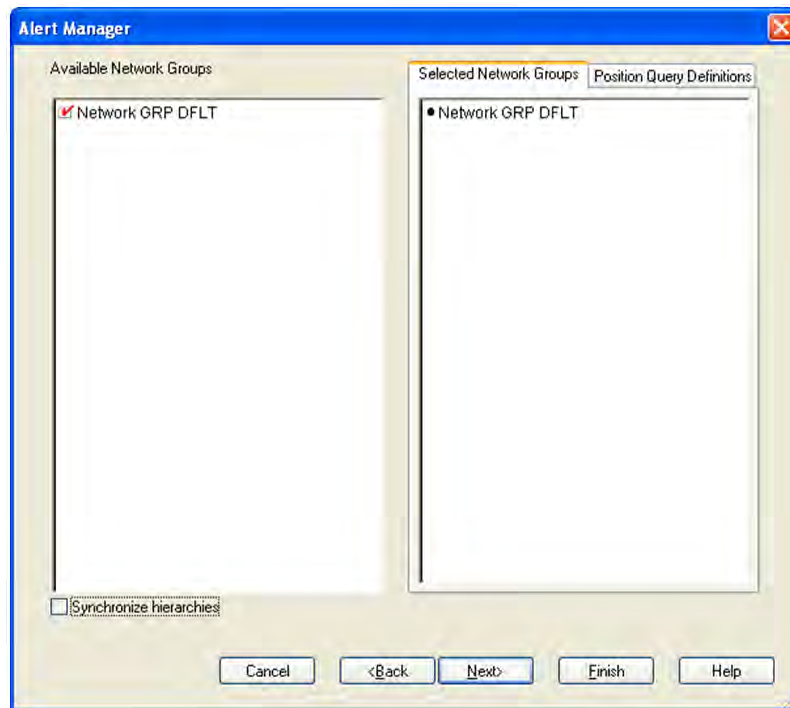 Alert Manager
Available Network Groups
Network GRP DFLT
Selected Network Groups
Position Query Definitions
Network GRP DFLT
Synchronize hierarchies
Cancel
<Back
Next>
Finish
Help